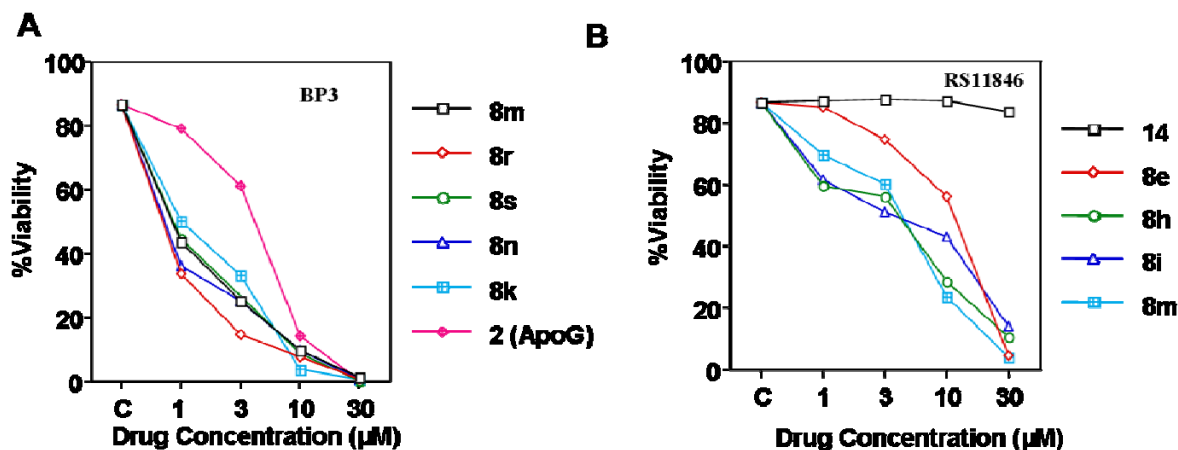 A
%Viability
100
80
60
40
20
0
BP3
C 1 3 10 30
Drug Concentration (µM)
8m
8r
8s
8n
8k
2 (ApoG)
B
%Viability
100
80
60
40
20
0
RS11846
C 1 3 10 30
Drug Concentration (µM)
14
8e
8h
8i
8m